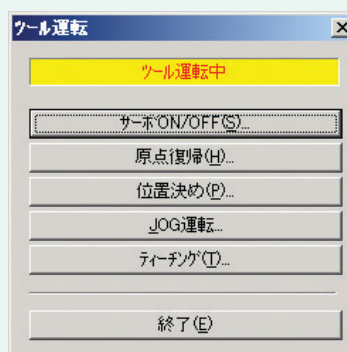 ツール運転
ツール運転中
サーボON/OFF(S)...
原点復帰(H)...
位置決め(P)...
JOG運転...
ティーチング(T)...
終了(E)